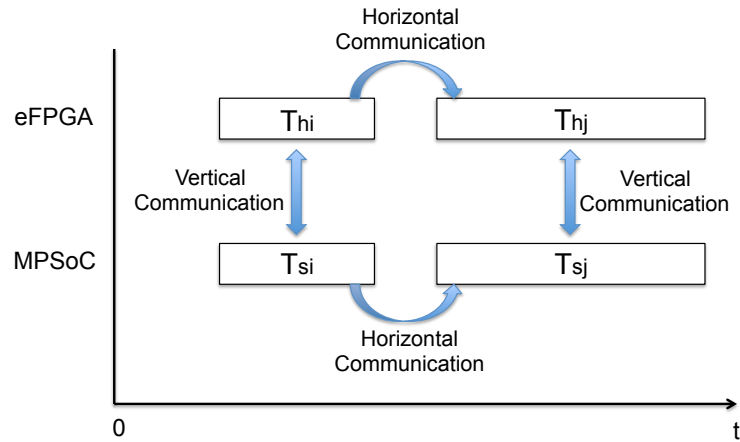 Horizontal
Communication
eFPGA
Thi
Thj
Vertical
Communication
Vertical
Communication
MPSoC
Tsi
Tsj
Horizontal
Communication
0
t